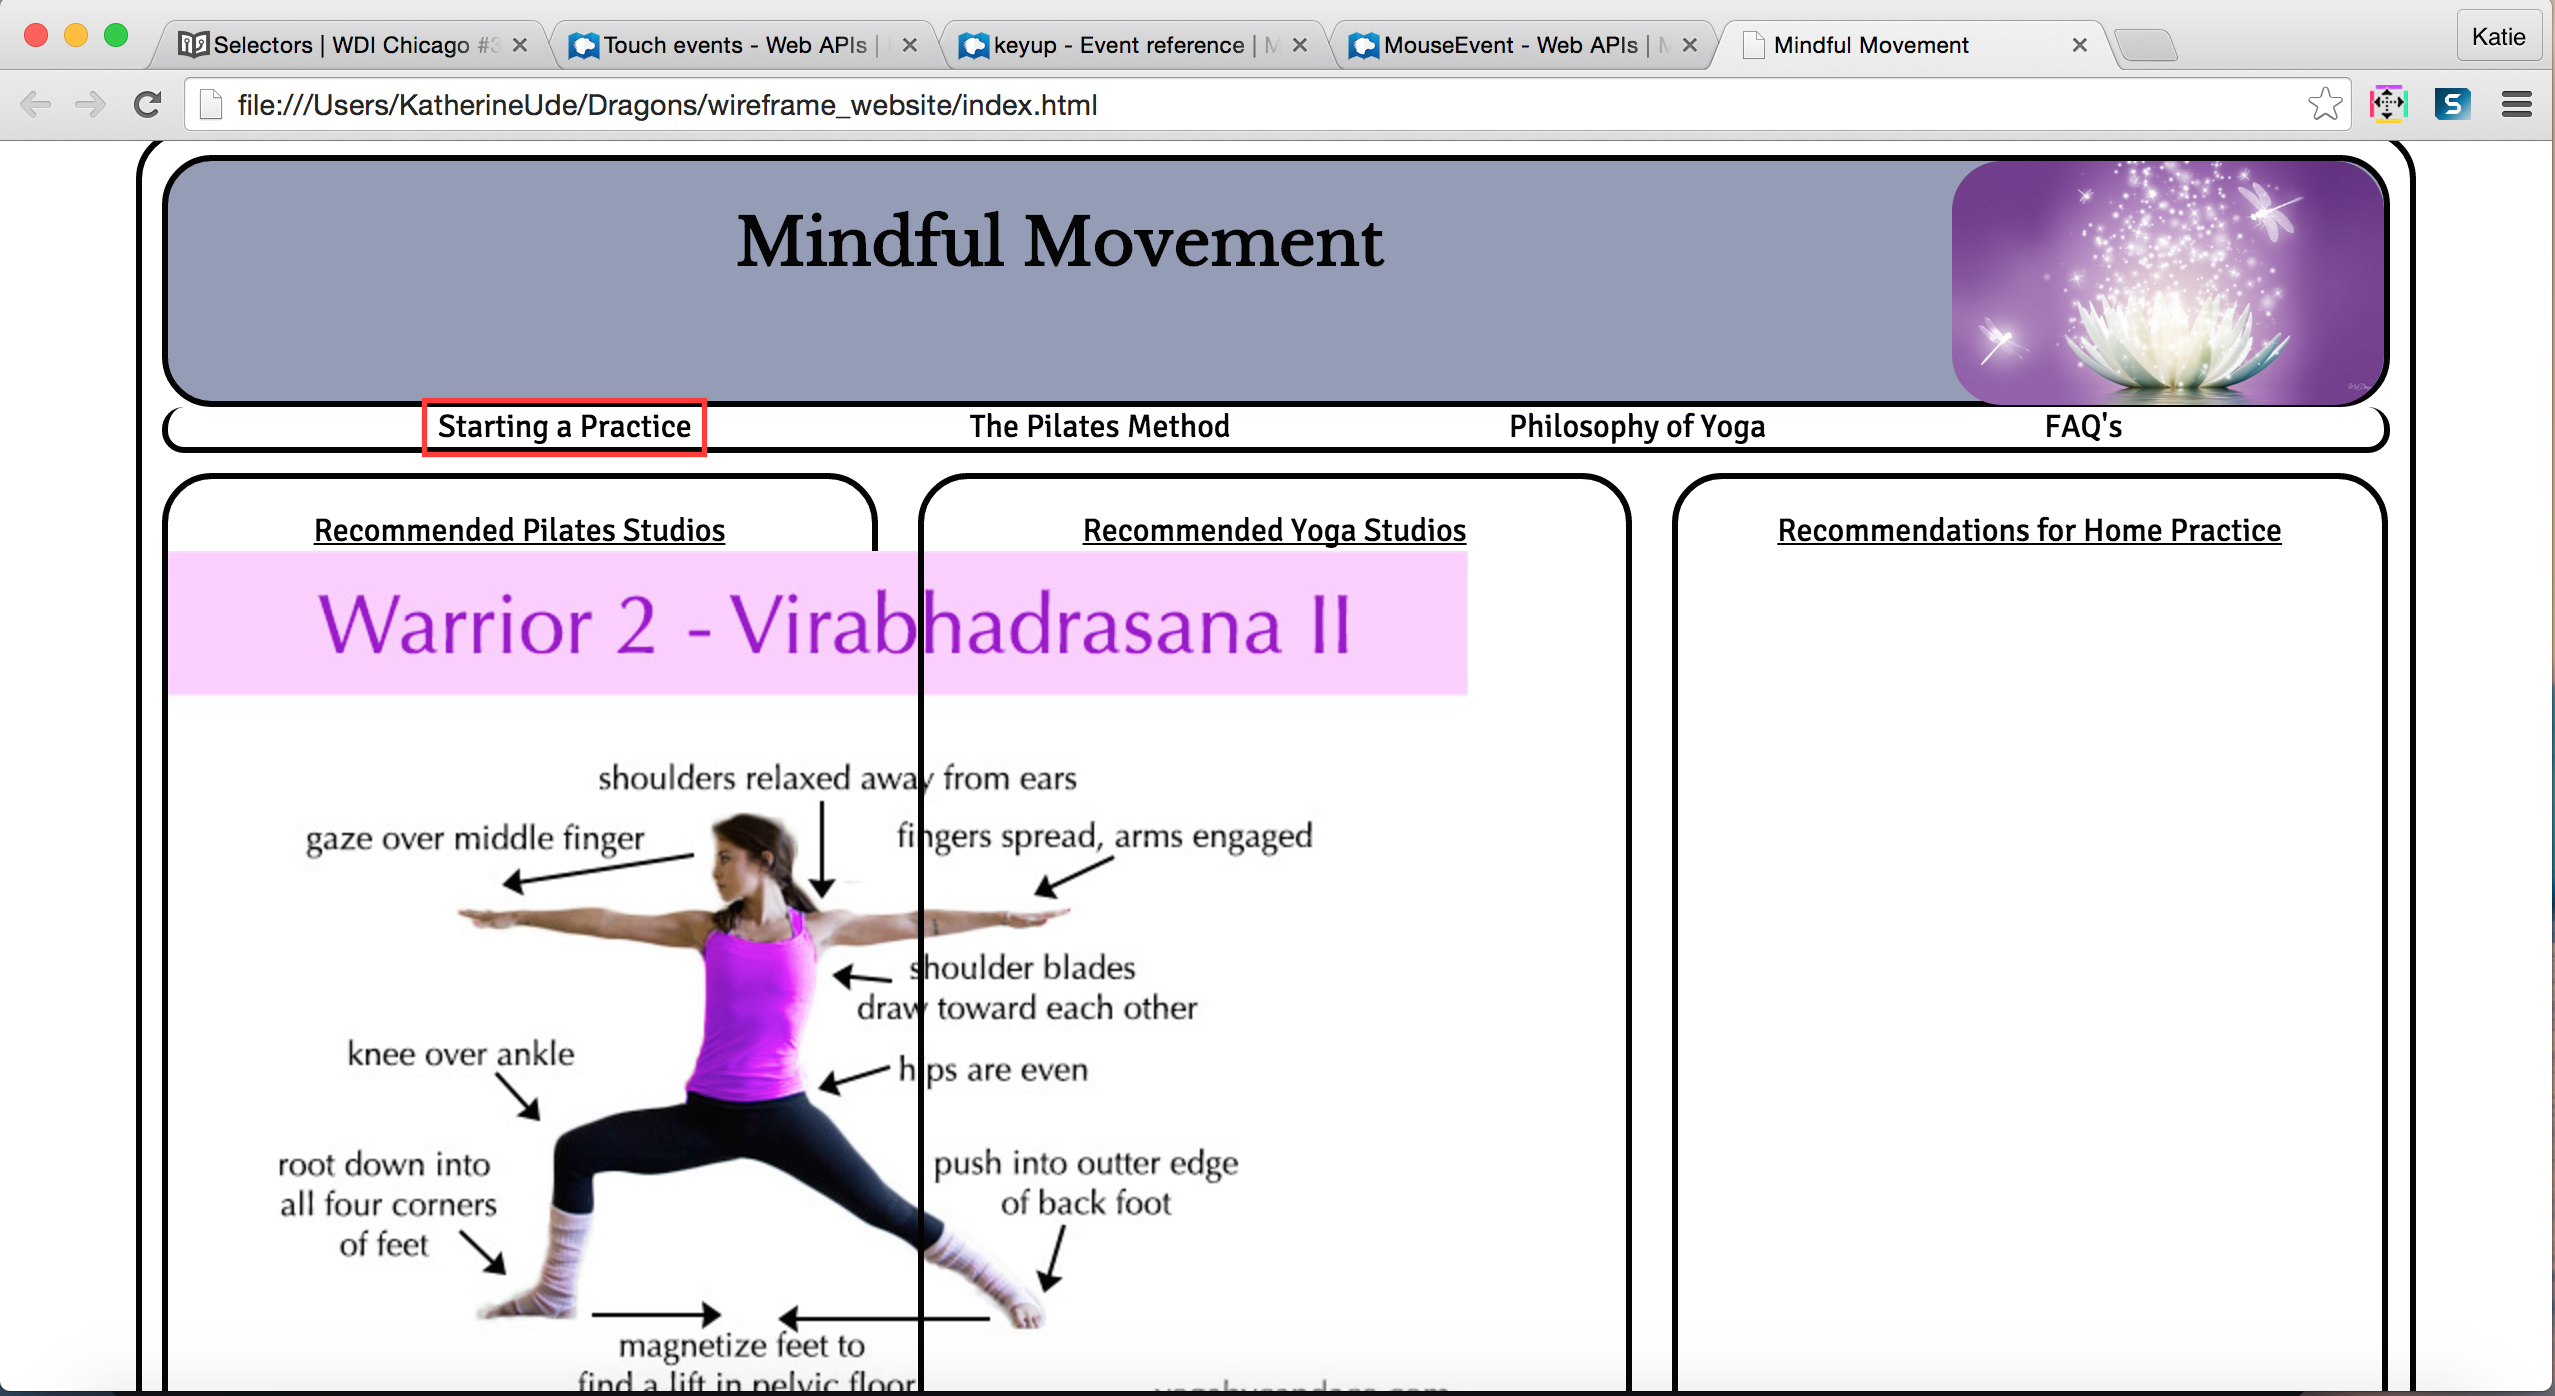 Selectors | WDI Chicago #3
Touch events - Web APIs |
keyup - Event reference | M
MouseEvent - Web APIs | M
Mindful Movement
Katie
file:///Users/KatherineUde/Dragons/wireframe_website/index.html
S
Mindful Movement
Starting a Practice
The Pilates Method
Philosophy of Yoga
FAQ's
Recommended Pilates Studios
Recommended Yoga Studios
Recommendations for Home Practice
Warrior 2 - Virabhadrasana II
shoulders relaxed away from ears
gaze over middle finger
fingers spread, arms engaged
shoulder blades
draw toward each other
knee over ankle
hips are even
root down into
all four corners
of feet
push into outter edge
of back foot
magnetize feet to
find a lift in pelvic floor